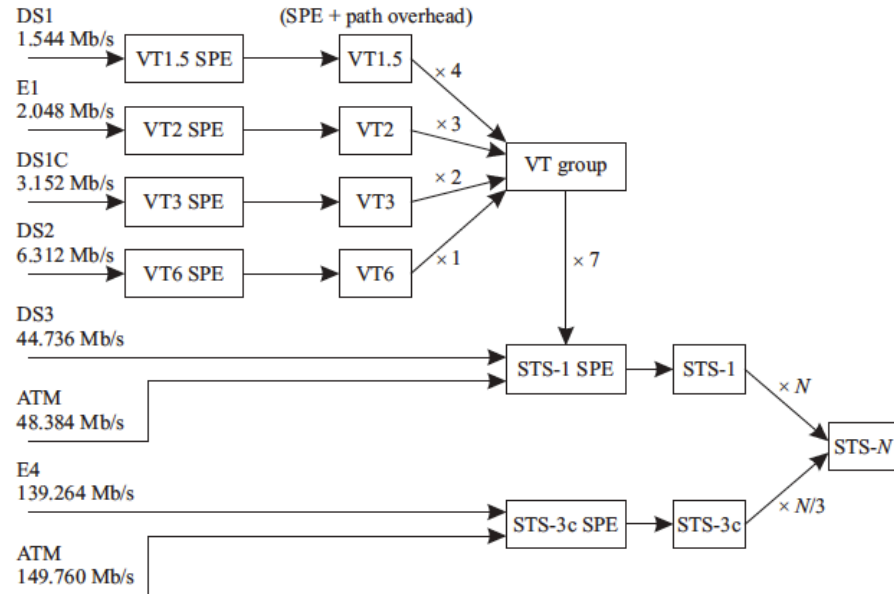 DS1
(SPE + path overhead)
1.544 Mb/s
VT1.5 SPE
VT1.5
× 4
E1
2.048 Mb/s
VT2 SPE
VT2
× 3
VT group
DS1C
3.152 Mb/s
VT3 SPE
VT3
× 2
DS2
6.312 Mb/s
VT6 SPE
VT6
× 1
× 7
DS3
44.736 Mb/s
STS-1 SPE
STS-1
× N
ATM
48.384 Mb/s
STS-N
E4
139.264 Mb/s
STS-3c SPE
STS-3c
× N/3
ATM
149.760 Mb/s